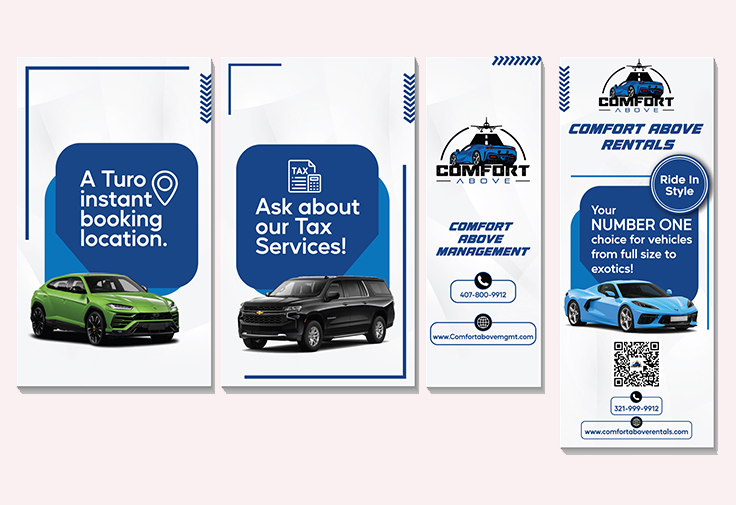 A Turo
instant
booking
location.
TAX
Ask about
our Tax
Services!
COMFORT
ABOVE
COMFORT
ABOVE
MANAGEMENT
407-800-9912
www.Comfortabovemgmt.com
COMFORT
ABOVE
COMFORT ABOVE
RENTALS
Ride In
Style
Your
NUMBER ONE
choice for vehicles
from full size to
exotics!
321-999-9912
www.comfortaboverentals.com